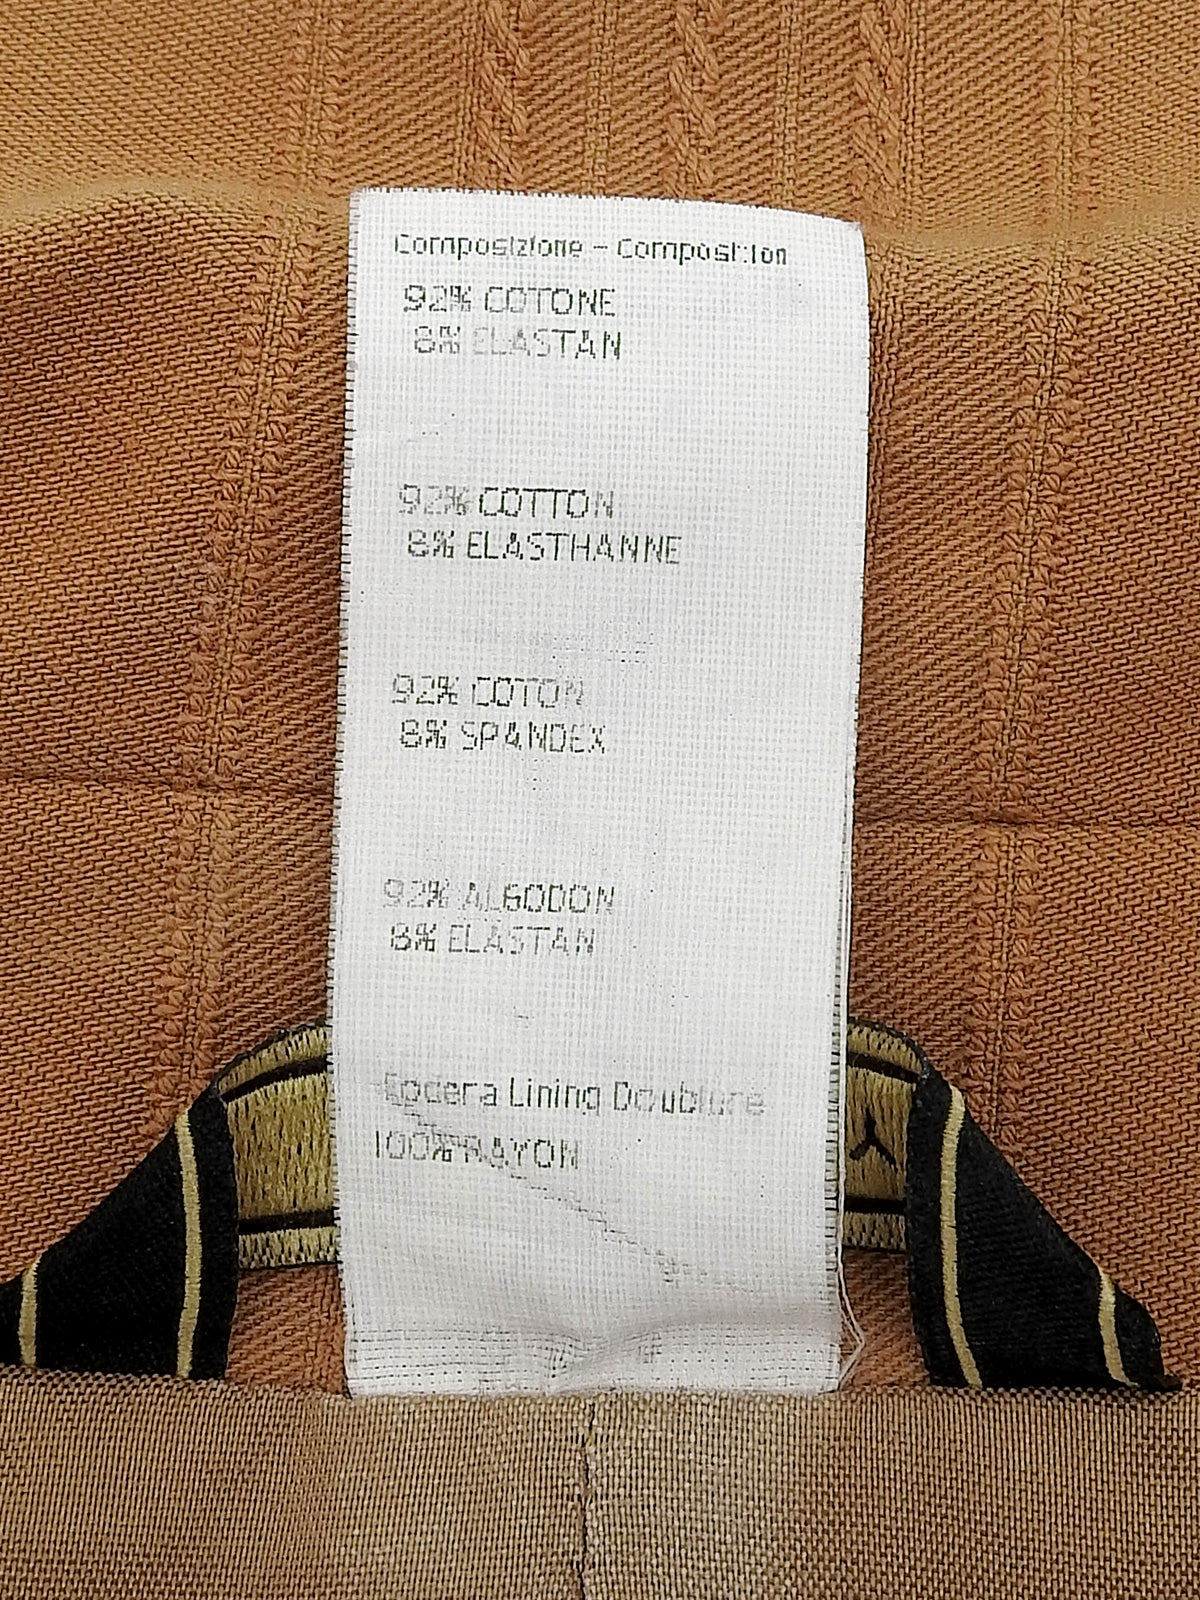 Composizione - Composition
92% COTONE
8% ELASTAN
92% COTTON
8% ELASTHANNE
92% COTON
8% SPANDEX
92% ALGODON
8% ELASTAN
Fodera Lining Doublure
100% RAYON